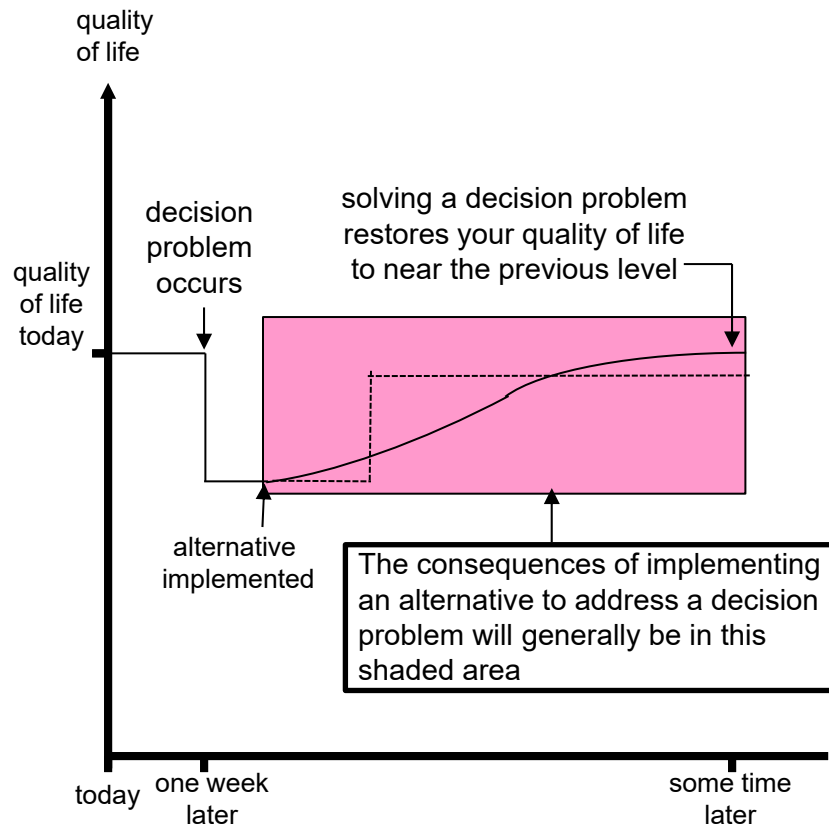 quality
of life
decision
problem
occurs
solving a decision problem
restores your quality of life
to near the previous level
quality
of life
today
alternative
implemented
The consequences of implementing
an alternative to address a decision
problem will generally be in this
shaded area
today
one week
later
some time
later